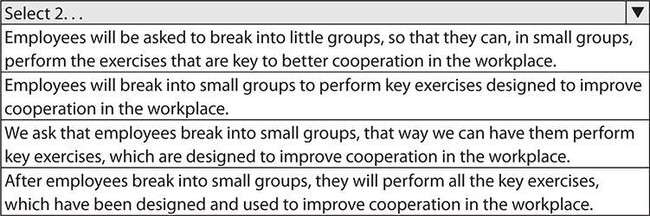 Select 2. . .
Employees will be asked to break into little groups, so that they can, in small groups,
perform the exercises that are key to better cooperation in the workplace.
Employees will break into small groups to perform key exercises designed to improve
cooperation in the workplace.
We ask that employees break into small groups, that way we can have them perform
key exercises, which are designed to improve cooperation in the workplace.
After employees break into small groups, they will perform all the key exercises,
which have been designed and used to improve cooperation in the workplace.